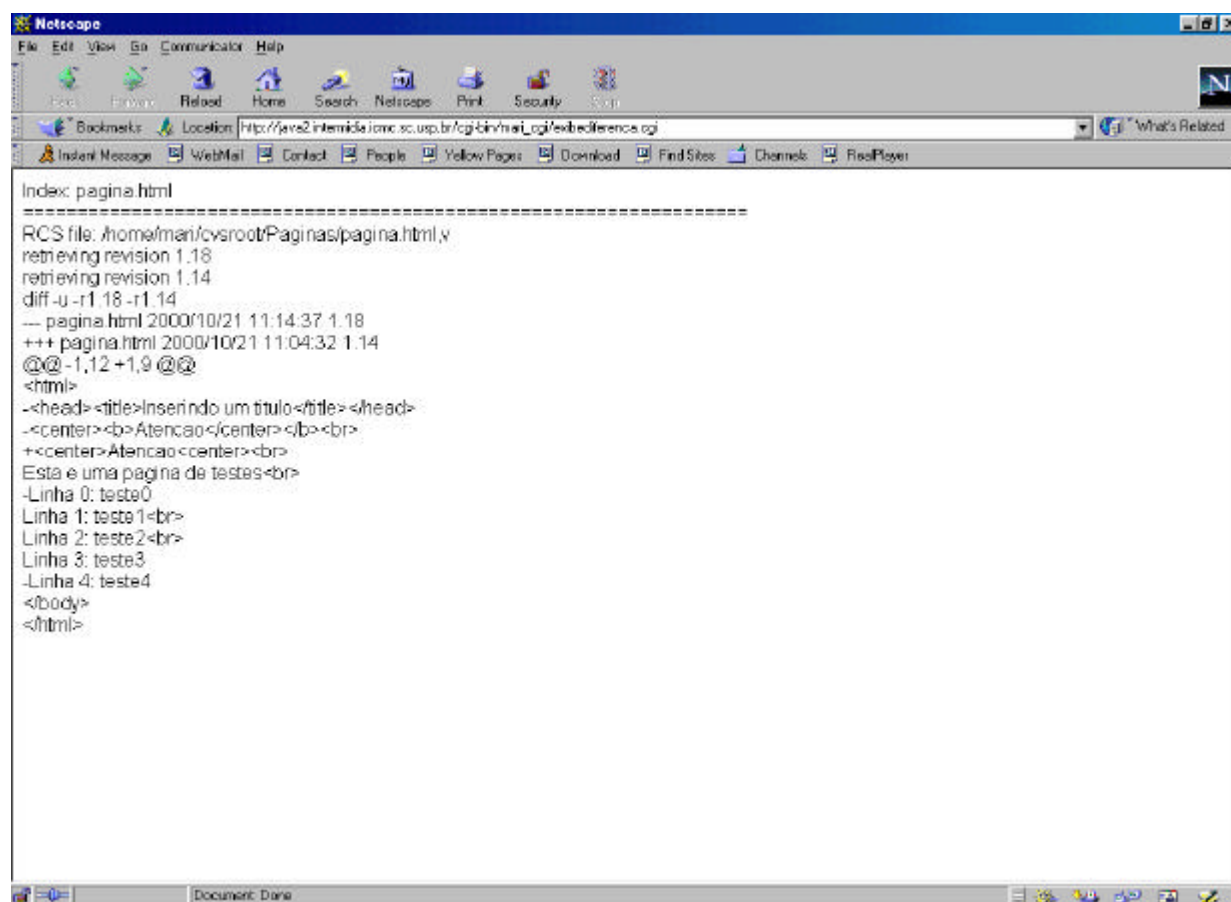 Netscape
File Edit View Go Communicator Help
Back Forward Reload Home Search Netscape Print Security Stop
Bookmarks Location: http://java2.intermidia.icmc.sc.usp.br/cgi-bin/mari_cgi/exibediferenca.cgi What's Related
Instant Message WebMail Contact People Yellow Pages Download Find Sites Channels RealPlayer
Index: pagina.html
===================================================================
RCS file: /home/mari/cvsroot/Paginas/pagina.html,v
retrieving revision 1.18
retrieving revision 1.14
diff -u -r1.18 -r1.14
--- pagina.html 2000/10/21 11:14:37 1.18
+++ pagina.html 2000/10/21 11:04:32 1.14
@@ -1,12 +1,9 @@
<html>
-<head><title>Inserindo um titulo</title></head>
-<center><b>Atencao</center></b><br>
+<center>Atencao<center><br>
Esta e uma pagina de testes<br>
-Linha 0: teste0
Linha 1: teste1<br>
Linha 2: teste2<br>
Linha 3: teste3
-Linha 4: teste4
</body>
</html>
Document: Done